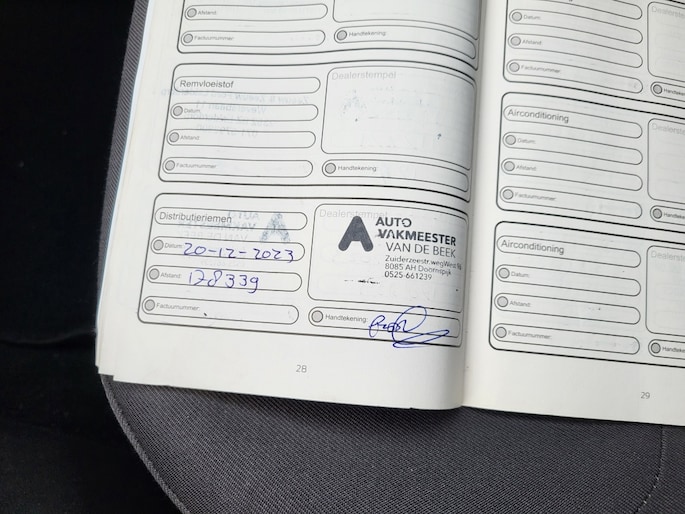 Afstand:
Factuurnummer:
Handtekening:
Remvloeistof
Dealerstempel
Datum:
Afstand:
Factuurnummer:
Handtekening:
Distributieriemen
Dealerstempel
AUTO
VAKMEESTER
VAN DE BEEK
Zuiderzeestr.wegWest
8085 AH Doornspijk
0525-661239
Datum: 20-12-2023
Afstand: 128339
Factuurnummer:
Handtekening:
28
Datum:
Afstand:
Factuurnummer:
Airconditioning
Datum:
Afstand:
Factuurnummer:
Airconditioning
Datum:
Afstand:
Factuurnummer:
29